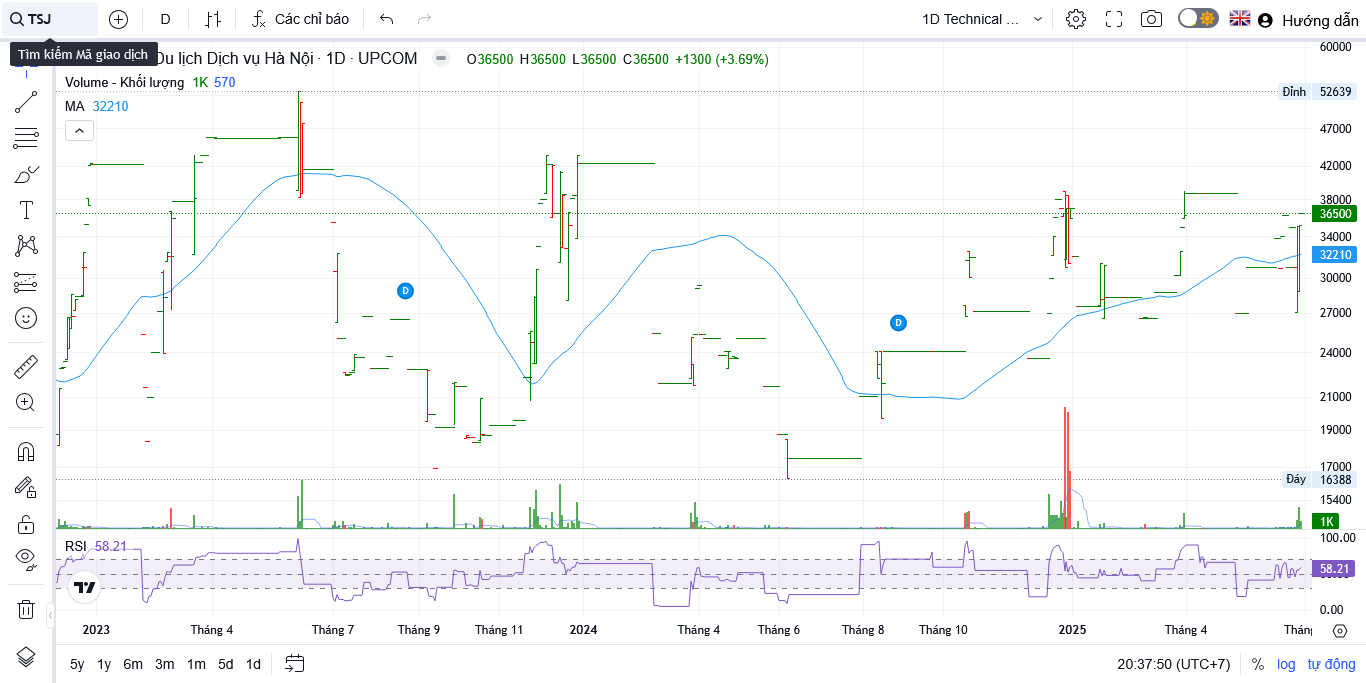 TSJ D Các chỉ báo 1D Technical ... Hướng dẫn
Tìm kiếm Mã giao dịch
Du lịch Dịch vụ Hà Nội · 1D · UPCOM O36500 H36500 L36500 C36500 +1300 (+3.69%)
Volume - Khối lượng 1K 570
MA 32210
60000
Đỉnh 52639
47000
42000
38000
36500
34000
32210
30000
27000
24000
21000
19000
17000
Đáy 16388
15400
1K
D
D
RSI 58.21
100.00
58.21
0.00
2023 Tháng 4 Tháng 7 Tháng 9 Tháng 11 2024 Tháng 4 Tháng 6 Tháng 8 Tháng 10 2025 Tháng 4
5y 1y 6m 3m 1m 5d 1d 20:37:50 (UTC+7) % log tự động